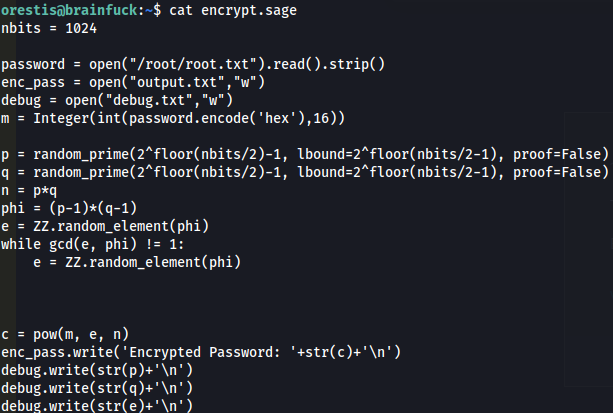 orestis@brainfuck:~$ cat encrypt.sage
nbits = 1024
password = open("/root/root.txt").read().strip()
enc_pass = open("output.txt","w")
debug = open("debug.txt","w")
m = Integer(int(password.encode('hex'),16))
p = random_prime(2^floor(nbits/2)-1, lbound=2^floor(nbits/2-1), proof=False)
q = random_prime(2^floor(nbits/2)-1, lbound=2^floor(nbits/2-1), proof=False)
n = p*q
phi = (p-1)*(q-1)
e = ZZ.random_element(phi)
while gcd(e, phi) != 1:
    e = ZZ.random_element(phi)
c = pow(m, e, n)
enc_pass.write('Encrypted Password: '+str(c)+'\n')
debug.write(str(p)+'\n')
debug.write(str(q)+'\n')
debug.write(str(e)+'\n')